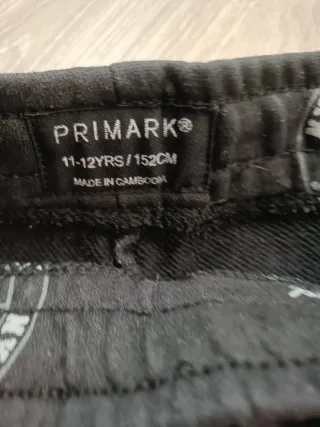 PRIMARK®
11-12YRS / 152CM
MADE IN CAMBODIA